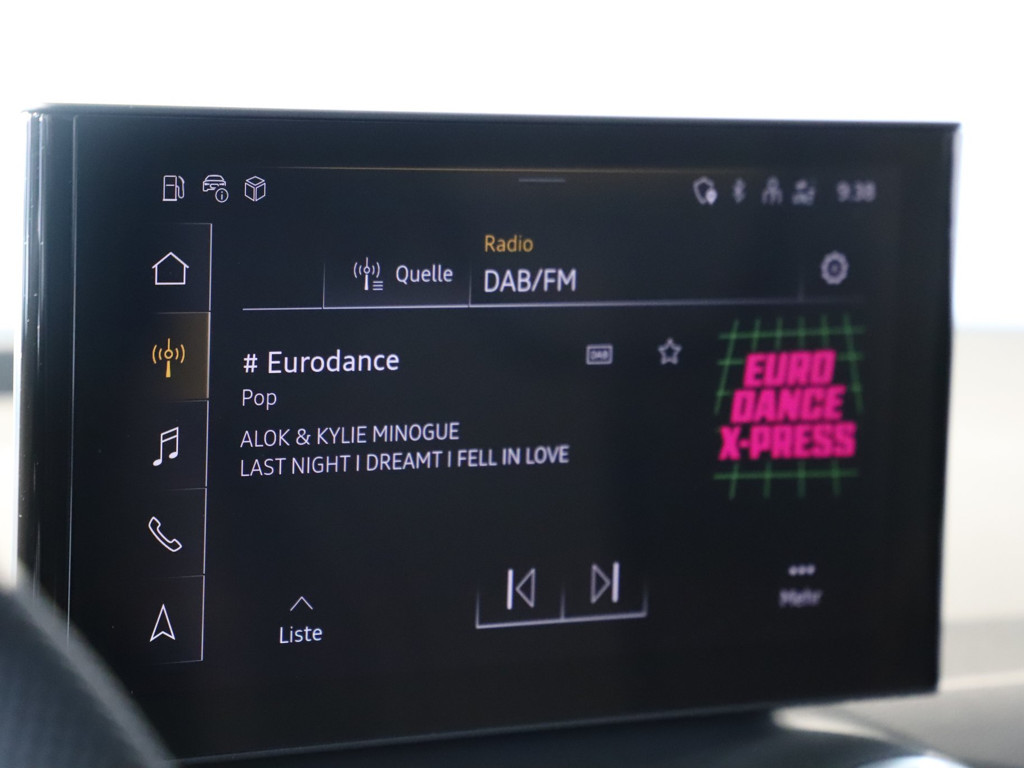 9:38
Radio
Quelle
DAB/FM
# Eurodance
DAB
Pop
ALOK & KYLIE MINOGUE
LAST NIGHT I DREAMT I FELL IN LOVE
EURO
DANCE
X-PRESS
Liste
Mehr